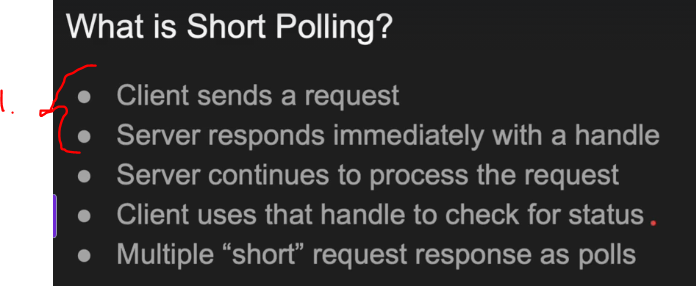 What is Short Polling?
1.
● Client sends a request
● Server responds immediately with a handle
● Server continues to process the request
● Client uses that handle to check for status.
● Multiple “short” request response as polls